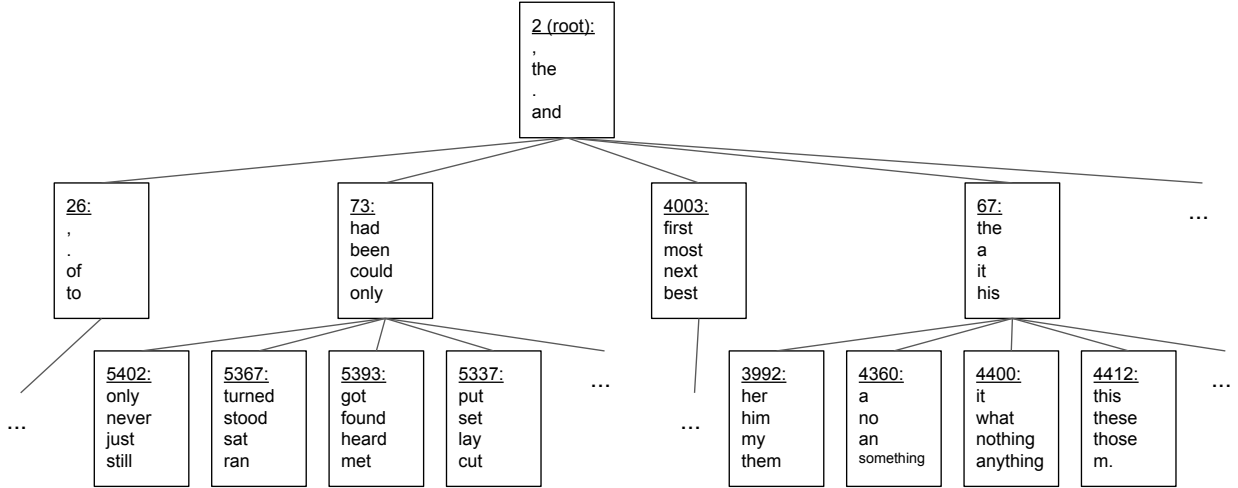 2 (root):
,
the
.
and
26:
,
.
of
to
73:
had
been
could
only
4003:
first
most
next
best
67:
the
a
it
his
...
5402:
only
never
just
still
5367:
turned
stood
sat
ran
5393:
got
found
heard
met
5337:
put
set
lay
cut
...
3992:
her
him
my
them
4360:
a
no
an
something
4400:
it
what
nothing
anything
4412:
this
these
those
m.
...
...
...